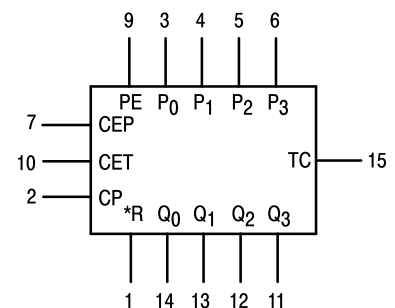 9 3 4 5 6
PE P0 P1 P2 P3
7 CEP
10 CET TC 15
2 CP
*R Q0 Q1 Q2 Q3
1 14 13 12 11